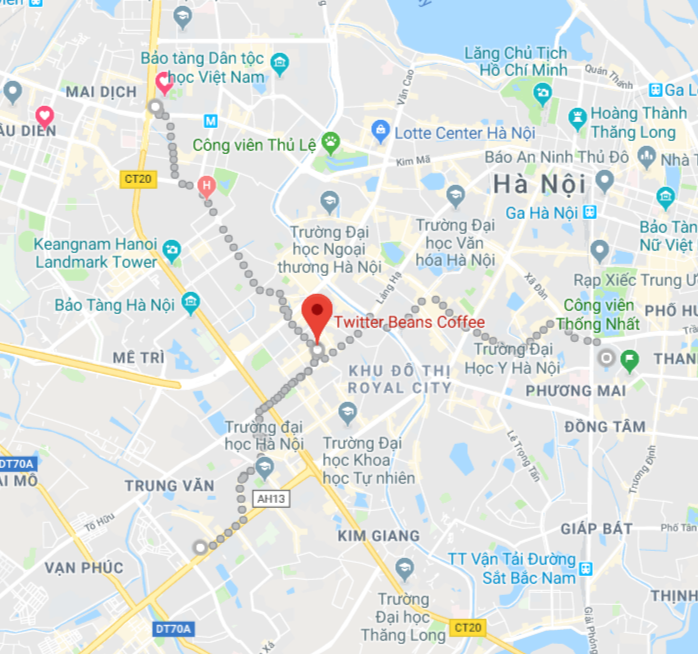 Bảo tàng Dân tộc
học Việt Nam
Lăng Chủ Tịch
Hồ Chí Minh
Quán Thánh
Ga L
MAI DỊCH
Văn Cao
Hoàng Thành
Thăng Long
ẦU DIỄN
M
Lotte Center Hà Nội
Công viên Thủ Lệ
Kim Mã
Báo An Ninh Thủ Đô
Nhà T
CT20
H
Hà Nội
Ga Hà Nội
Bảo Tàn
Nữ Việt
Trường Đại
học Ngoại
thương Hà Nội
Trường Đại
học Văn
hóa Hà Nội
Keangnam Hanoi
Landmark Tower
Rạp Xiếc Trung Ư
Láng Hạ
Xã Đàn
Bảo Tàng Hà Nội
Công viên
Thống Nhất
PHỐ HU
Twitter Beans Coffee
MỄ TRÌ
Trường Đại
Học Y Hà Nội
THAN
KHU ĐÔ THỊ
ROYAL CITY
PHƯƠNG MAI
Trường đại
học Hà Nội
ĐỒNG TÂM
Trường Đại
học Khoa
học Tự nhiên
Lê Trọng Tấn
Trương Định
DT70A
AI MỖ
TRUNG VĂN
AH13
Tố Hữu
KIM GIANG
GIÁP BÁT
Phố Tân
VẠN PHÚC
TT Vận Tải Đường
Sắt Bắc Nam
Trường
Đại học
Thăng Long
THỊNH
Giải Phóng
DT70A
CT20
Xá